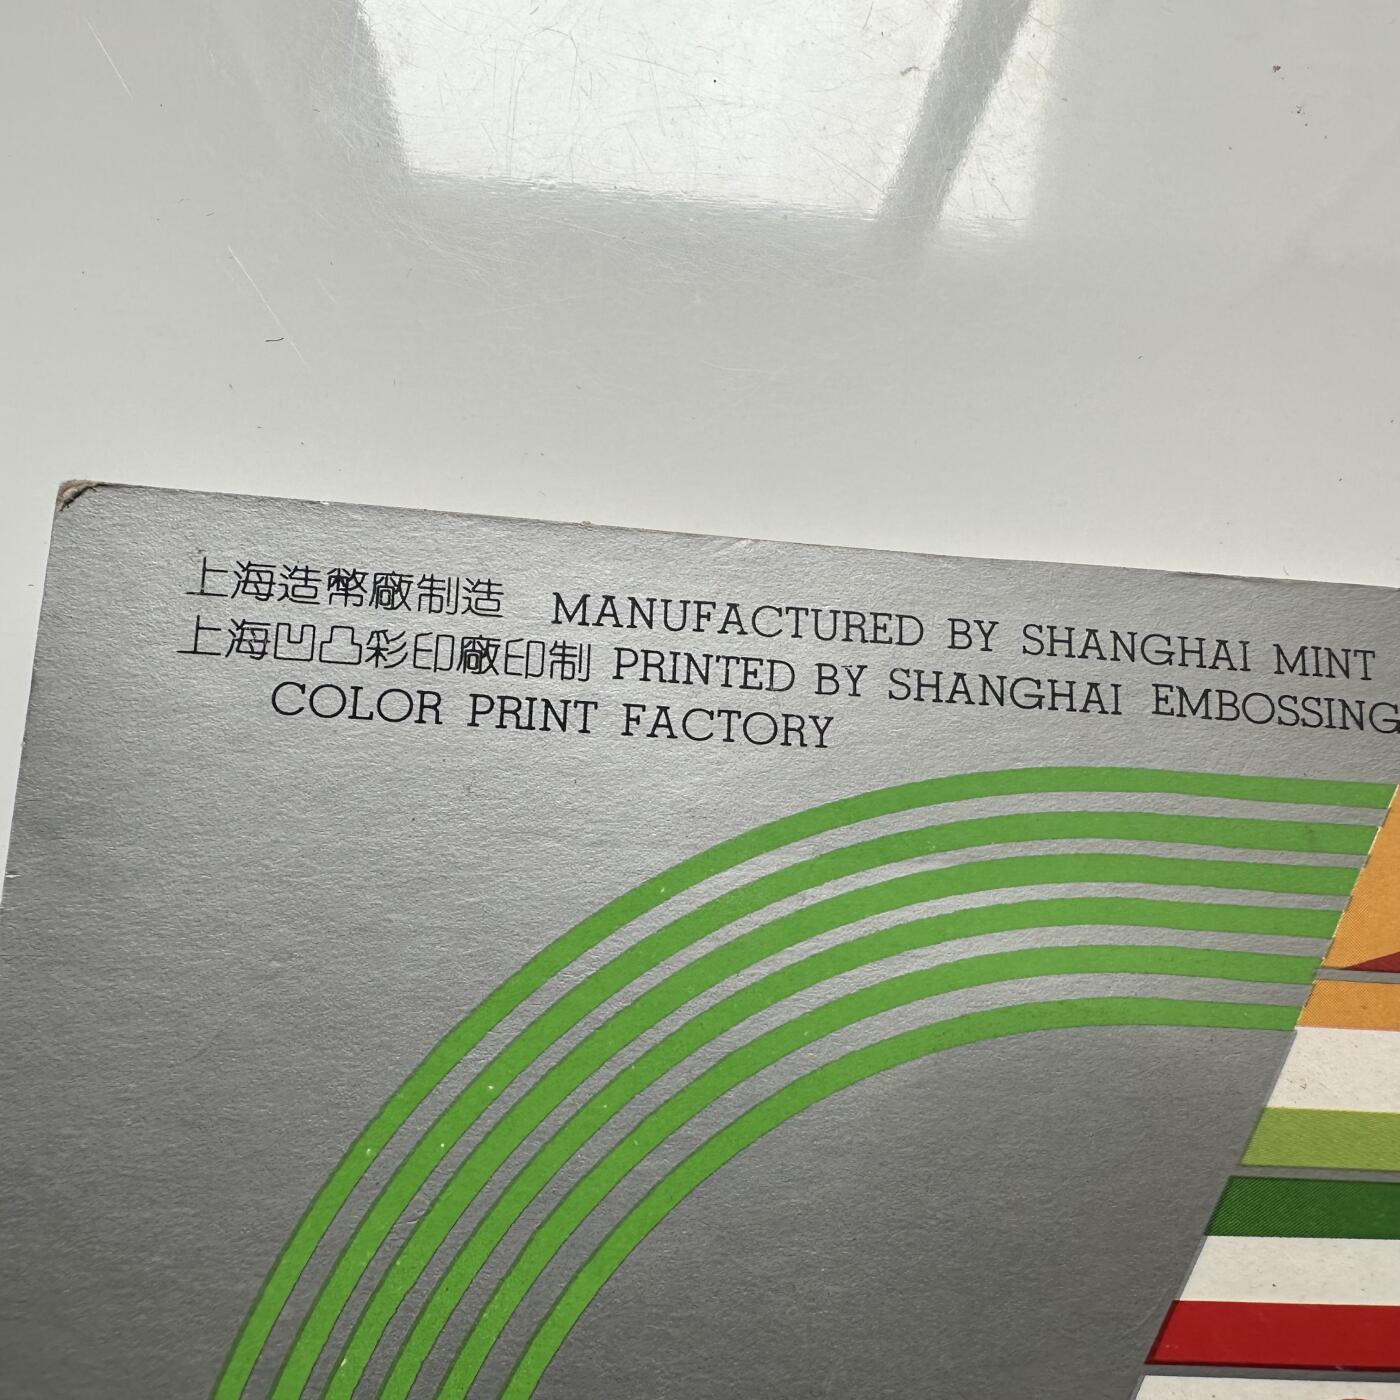 上海造幣廠制造 MANUFACTURED BY SHANGHAI MINT
上海凹凸彩印廠印制 PRINTED BY SHANGHAI EMBOSSING
COLOR PRINT FACTORY